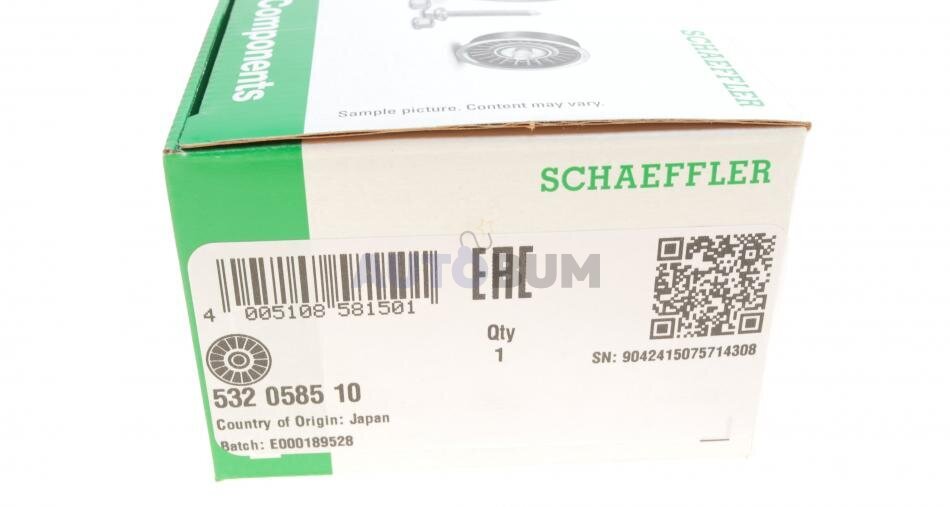 Components
SCHAEFFLER
Sample picture. Content may vary.
SCHAEFFLER
AUTOBUM
EAC
4 005108 581501
Qty
1
SN: 9042415075714308
532 0585 10
Country of Origin: Japan
Batch: E000189528